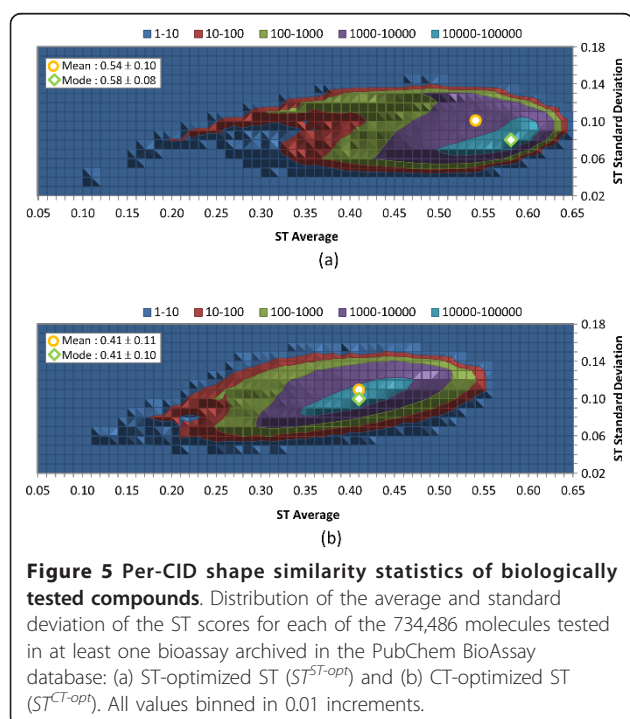 1-10 10-100 100-1000 1000-10000 10000-100000
Mean : 0.54 ± 0.10
Mode : 0.58 ± 0.08
0.18
0.14
0.10
0.06
0.02
ST Standard Deviation
0.05 0.10 0.15 0.20 0.25 0.30 0.35 0.40 0.45 0.50 0.55 0.60 0.65
ST Average
(a)
1-10 10-100 100-1000 1000-10000 10000-100000
Mean : 0.41 ± 0.11
Mode : 0.41 ± 0.10
0.18
0.14
0.10
0.06
0.02
ST Standard Deviation
0.05 0.10 0.15 0.20 0.25 0.30 0.35 0.40 0.45 0.50 0.55 0.60 0.65
ST Average
(b)
Figure 5 Per-CID shape similarity statistics of biologically
tested compounds. Distribution of the average and standard
deviation of the ST scores for each of the 734,486 molecules tested
in at least one bioassay archived in the PubChem BioAssay
database: (a) ST-optimized ST (ST^ST-opt) and (b) CT-optimized ST
(ST^CT-opt). All values binned in 0.01 increments.